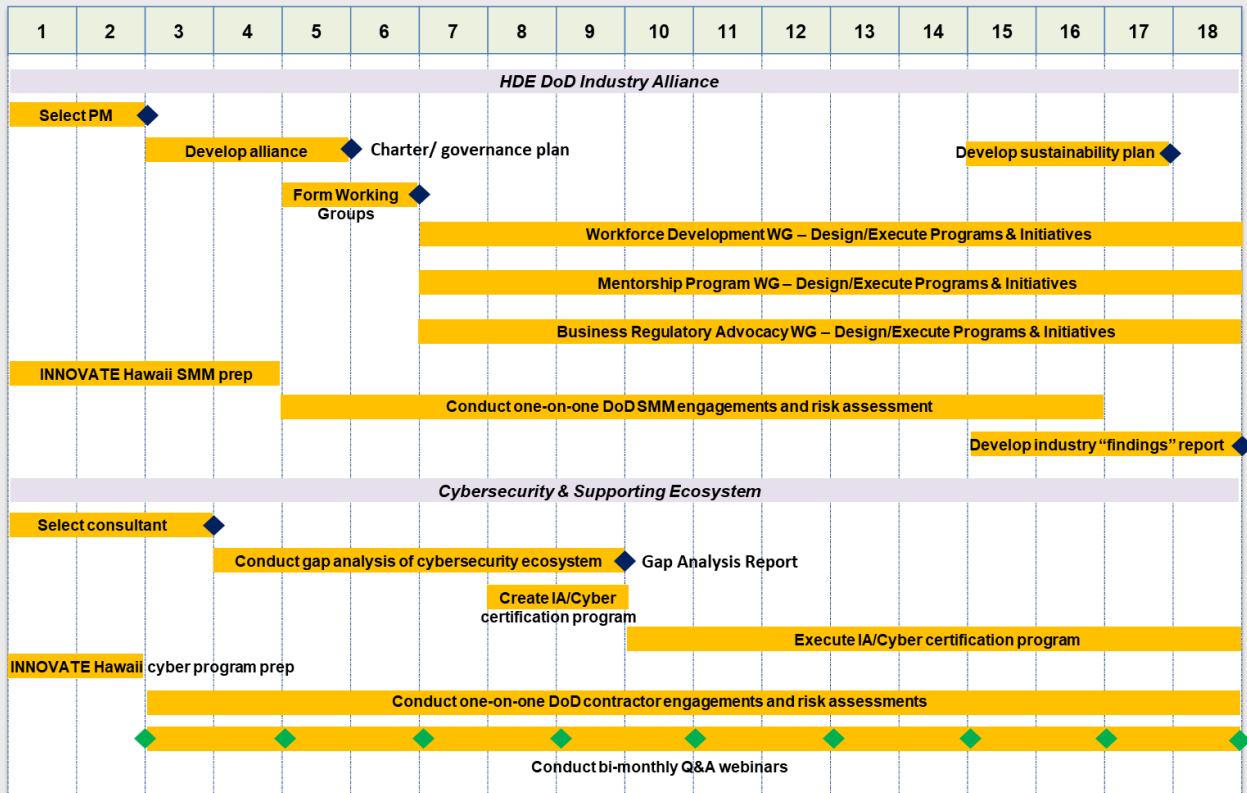 1 2 3 4 5 6 7 8 9 10 11 12 13 14 15 16 17 18
HDE DoD Industry Alliance
Select PM
Develop alliance
Charter/ governance plan
Develop sustainability plan
Form Working
Groups
Workforce Development WG – Design/Execute Programs & Initiatives
Mentorship Program WG – Design/Execute Programs & Initiatives
Business Regulatory Advocacy WG – Design/Execute Programs & Initiatives
INNOVATE Hawaii SMM prep
Conduct one-on-one DoD SMM engagements and risk assessment
Develop industry “findings” report
Cybersecurity & Supporting Ecosystem
Select consultant
Conduct gap analysis of cybersecurity ecosystem
Gap Analysis Report
Create IA/Cyber
certification program
Execute IA/Cyber certification program
INNOVATE Hawaii cyber program prep
Conduct one-on-one DoD contractor engagements and risk assessments
Conduct bi-monthly Q&A webinars